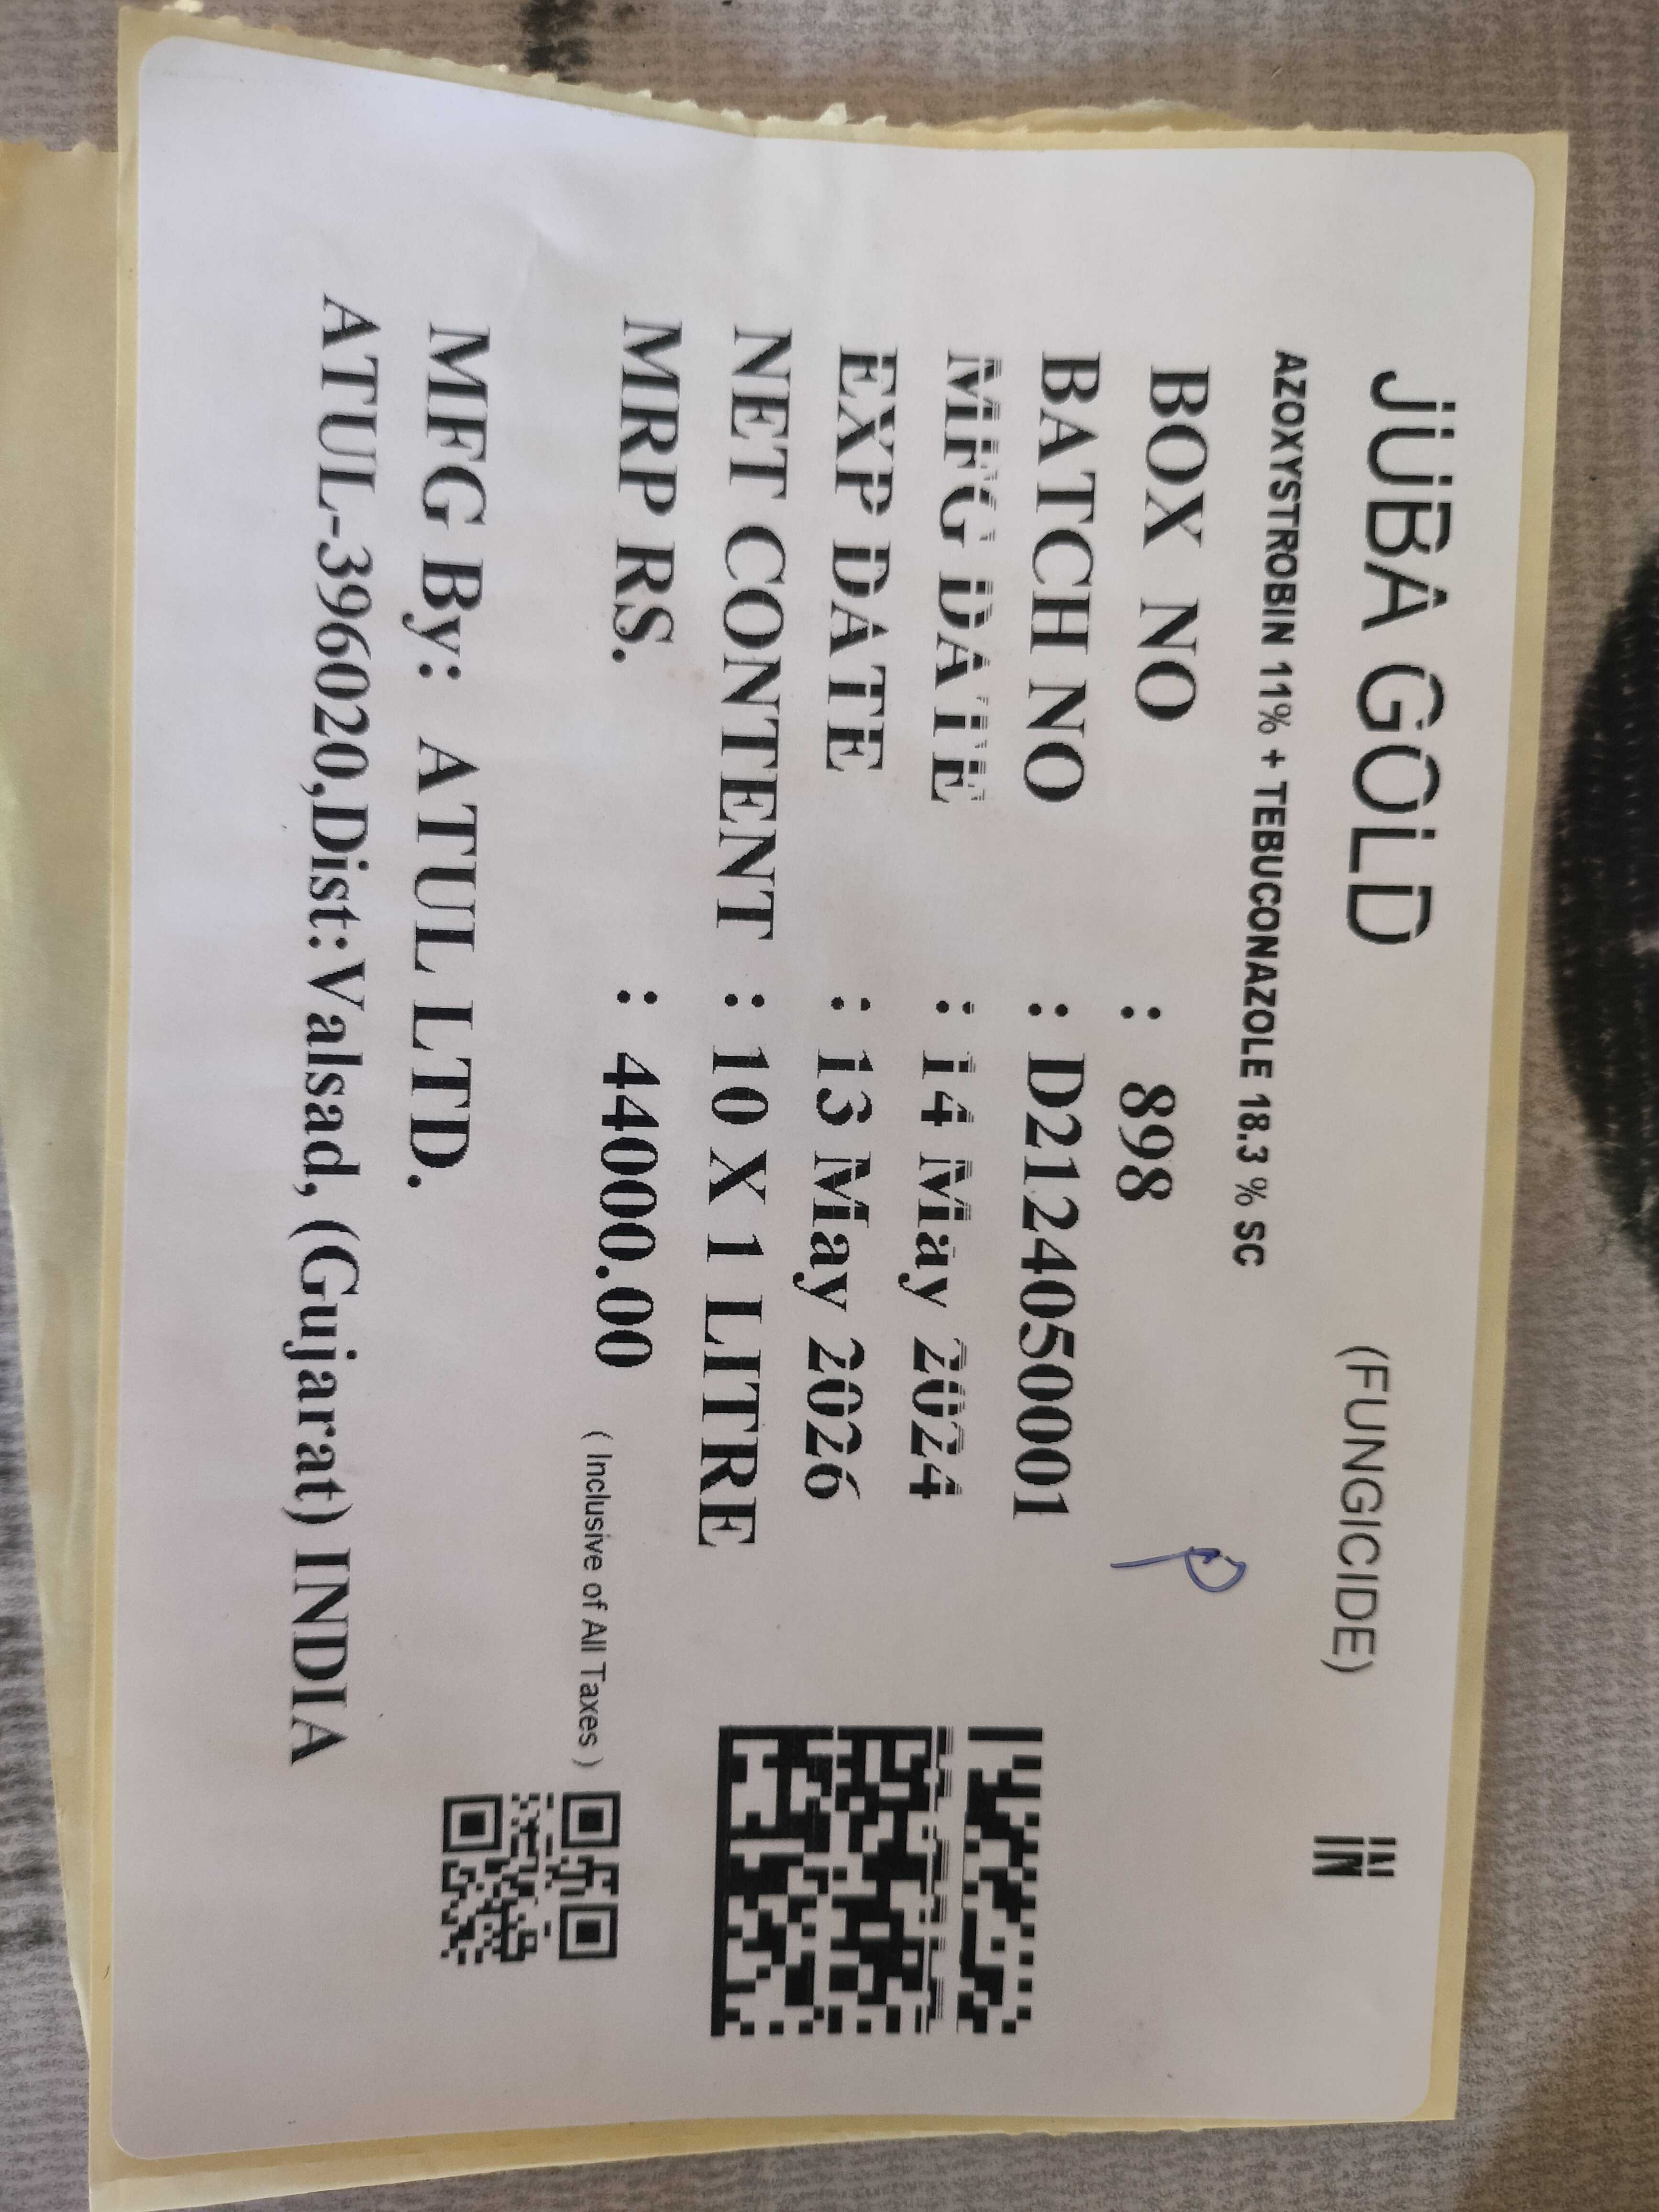 JUBA GOLD (FUNGICIDE) IN
AZOXYSTROBIN 11% + TEBUCONAZOLE 18.3 % SC
BOX NO : 898
BATCH NO : D2124050001
MFG DATE : 14 May 2024
EXP DATE : 13 May 2026
NET CONTENT : 10 X 1 LITRE
MRP RS. : 44000.00 ( Inclusive of All Taxes )
MFG By: ATUL LTD.
ATUL-396020,Dist:Valsad, (Gujarat) INDIA